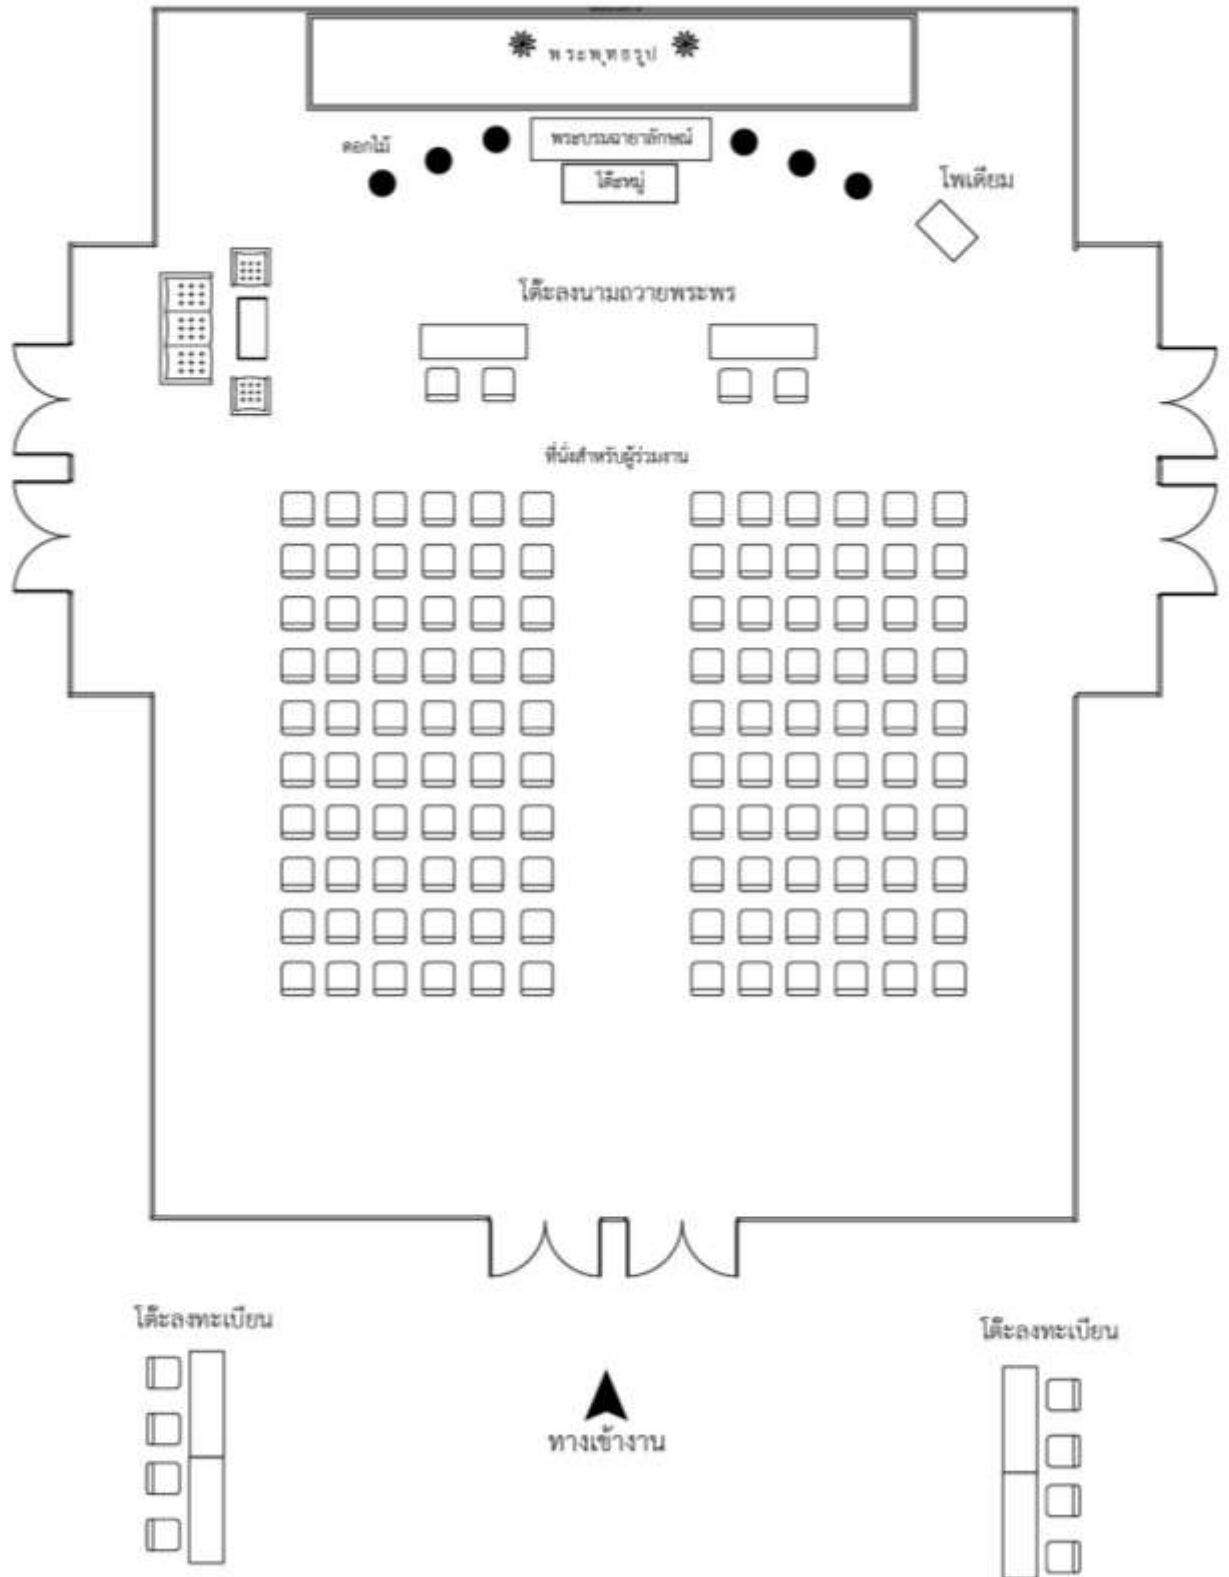 พระพุทธรูป
พระบรมฉายาลักษณ์
ดอกไม้
โต๊ะหมู่
โพเดียม
โต๊ะลงนามถวายพระพร
ที่นั่งสำหรับผู้ร่วมงาน
โต๊ะลงทะเบียน
โต๊ะลงทะเบียน
ทางเข้างาน